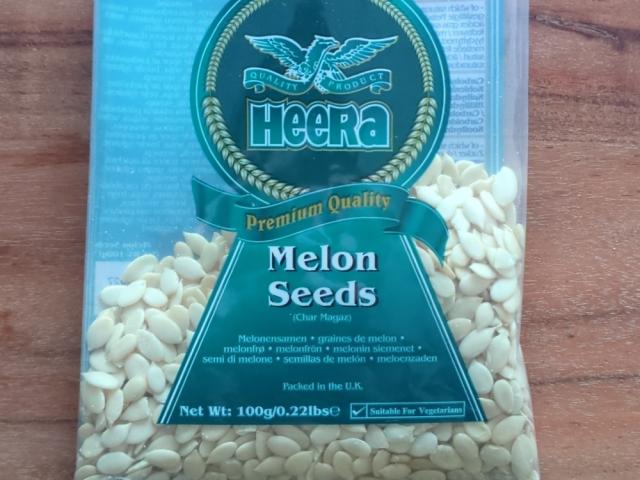 QUALITY PRODUCT
HEERA
Premium Quality
Melon
Seeds
(Char Magaz)
Melonensamen • graines de melon •
melonfrø • melonfrön • melonin siemenet •
semi di melone • semillas de melón • meloenzaden
Packed in the U.K.
Net Wt: 100g/0.22lbs℮
Suitable For Vegetarians